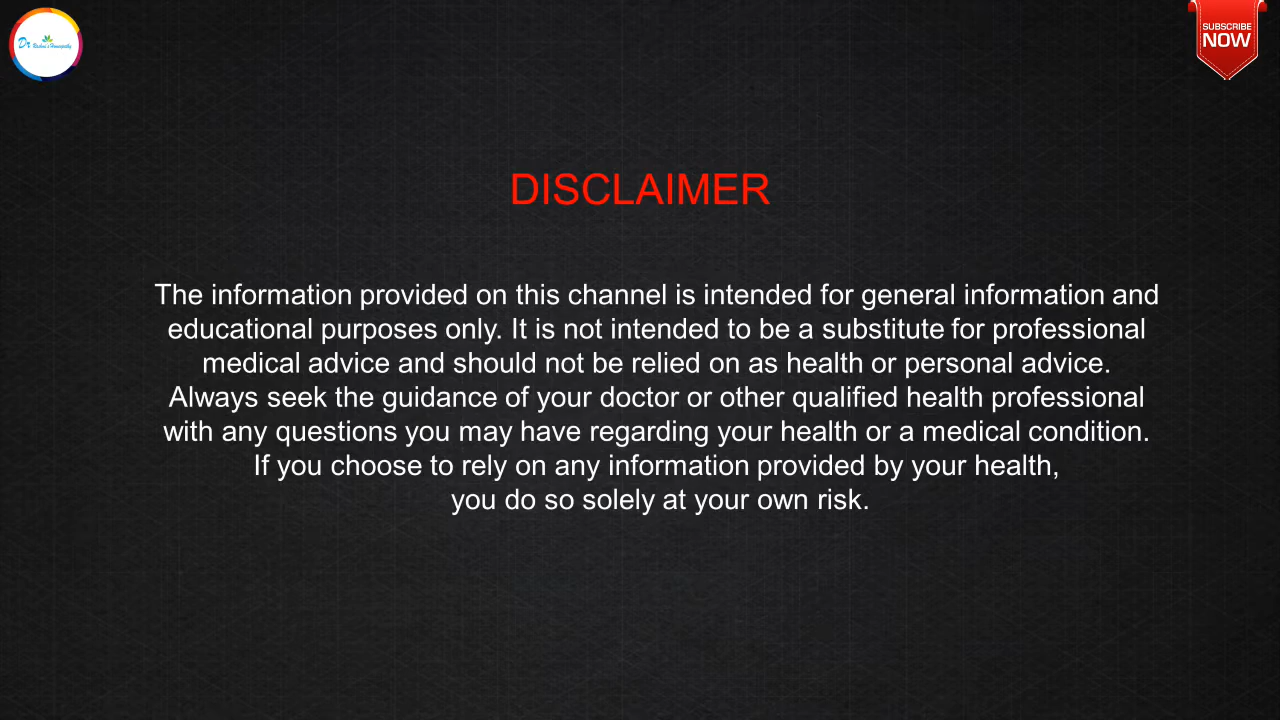 Dr
SUBSCRIBE
NOW
DISCLAIMER
The information provided on this channel is intended for general information and
educational purposes only. It is not intended to be a substitute for professional
medical advice and should not be relied on as health or personal advice.
Always seek the guidance of your doctor or other qualified health professional
with any questions you may have regarding your health or a medical condition.
If you choose to rely on any information provided by your health,
you do so solely at your own risk.